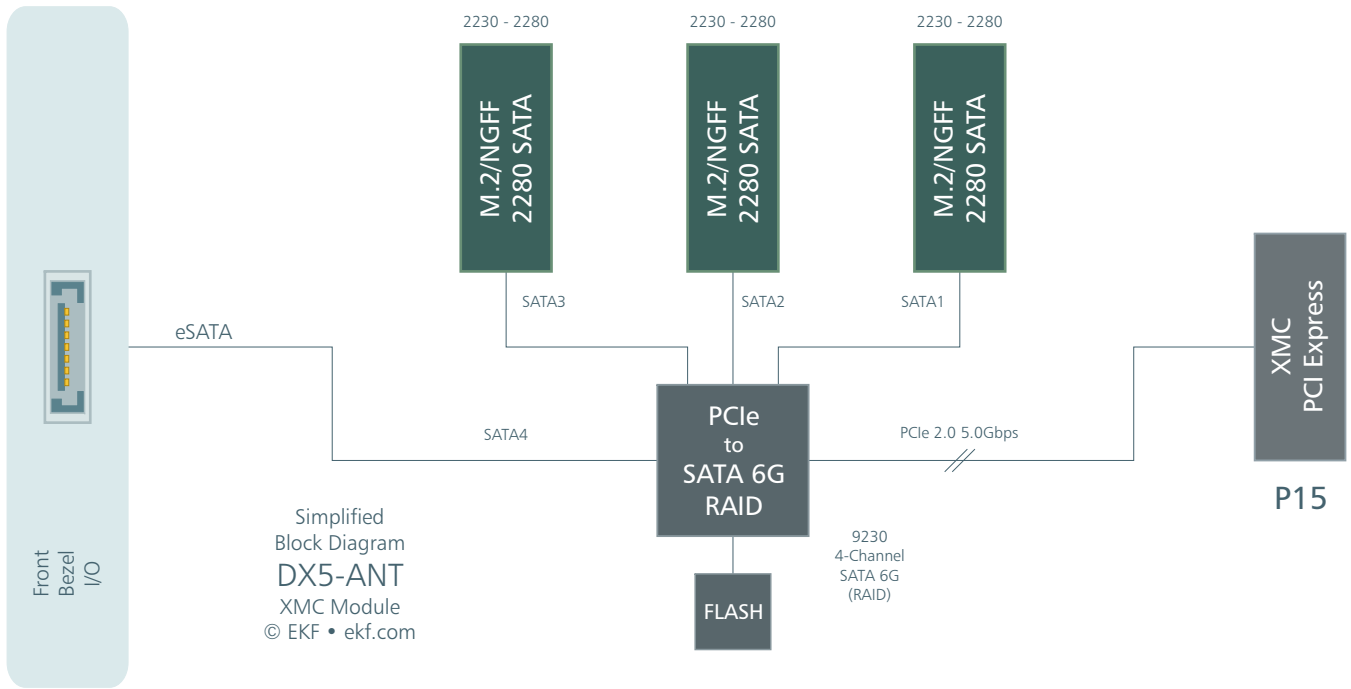 2230 - 2280
2230 - 2280
2230 - 2280
M.2/NGFF
2280 SATA
M.2/NGFF
2280 SATA
M.2/NGFF
2280 SATA
SATA3
SATA2
SATA1
eSATA
XMC
PCI Express
P15
SATA4
PCIe
to
SATA 6G
RAID
PCIe 2.0 5.0Gbps
9230
4-Channel
SATA 6G
(RAID)
FLASH
Simplified
Block Diagram
DX5-ANT
XMC Module
© EKF • ekf.com
Front
Bezel
I/O